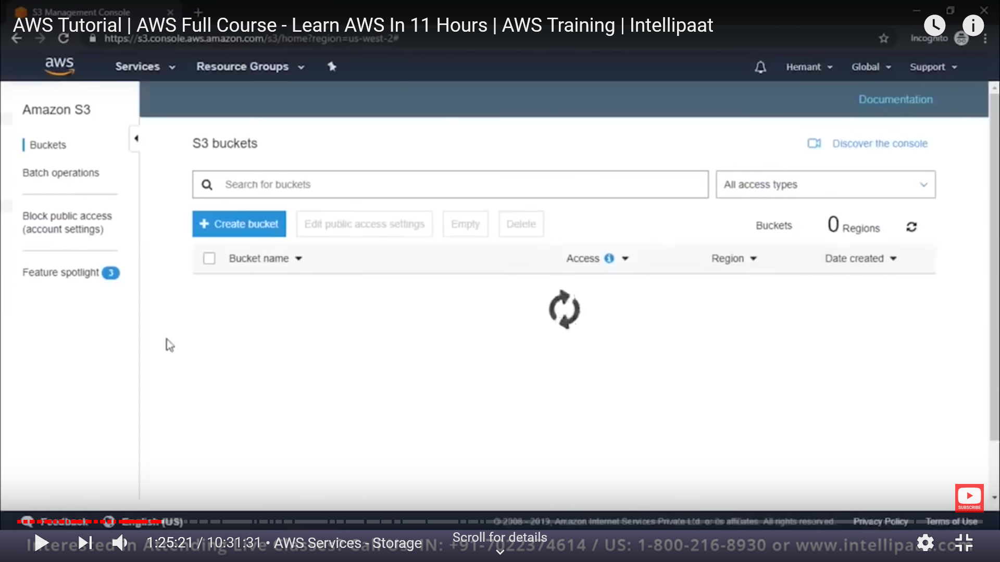 S3 Management Console
AWS Tutorial | AWS Full Course - Learn AWS In 11 Hours | AWS Training | Intellipaat
https://s3.console.aws.amazon.com/s3/home?region=us-west-2#
Incognito
aws Services Resource Groups Hemant Global Support
Documentation
Amazon S3
Buckets
Batch operations
Block public access
(account settings)
Feature spotlight 3
S3 buckets
Discover the console
Search for buckets
All access types
+ Create bucket Edit public access settings Empty Delete
Buckets 0 Regions
Bucket name Access Region Date created
SUBSCRIBE
Feedback English (US) © 2008 - 2019, Amazon Internet Services Private Ltd. or its affiliates. All rights reserved. Privacy Policy Terms of Use
1:25:21 / 10:31:31 • AWS Services - Storage
Scroll for details
Interested in IN: +91-7022374614 / US: 1-800-216-8930 or www.intellipaat.com